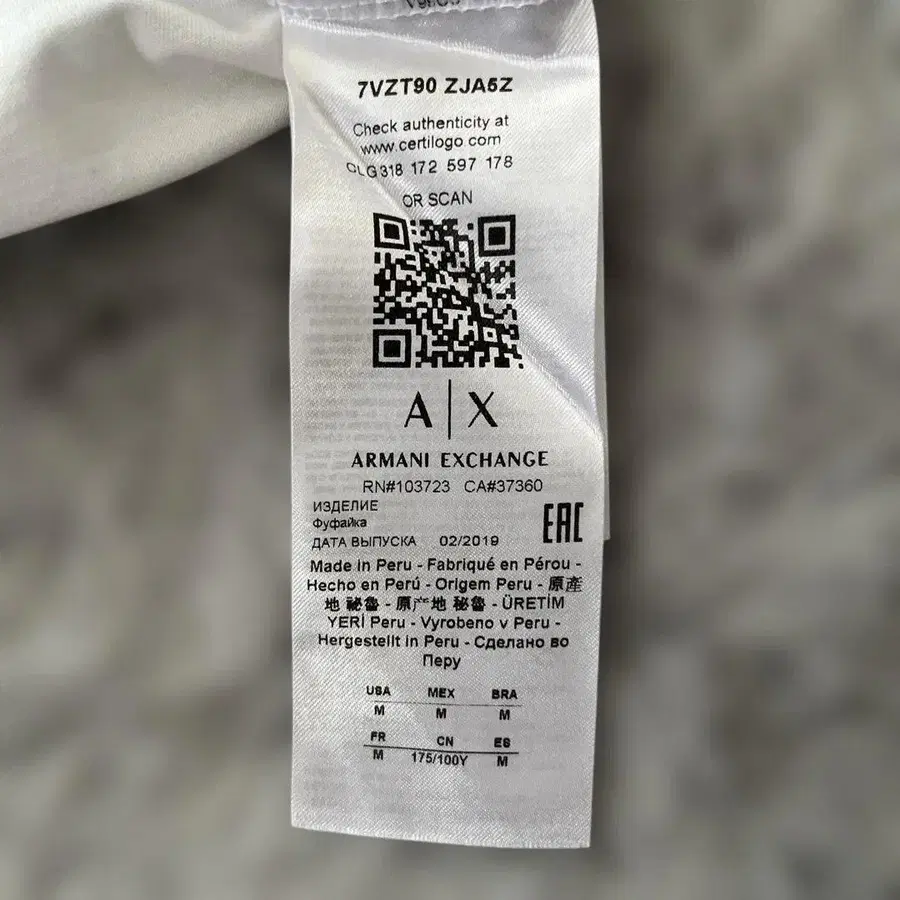 7VZT90 ZJA5Z
Check authenticity at
www.certilogo.com
CLG318 172 597 178
OR SCAN
A|X
ARMANI EXCHANGE
RN#103723 CA#37360
ИЗДЕЛИЕ
Фуфайка
EAC
ДАТА ВЫПУСКА 02/2019
Made in Peru - Fabriqué en Pérou -
Hecho en Perú - Origem Peru - 原產
地 秘魯 - 原产地 秘鲁 - ÜRETİM
YERİ Peru - Vyrobeno v Peru -
Hergestellt in Peru - Сделано во
Перу
USA MEX BRA
M M M
FR CN ES
M 175/100Y M